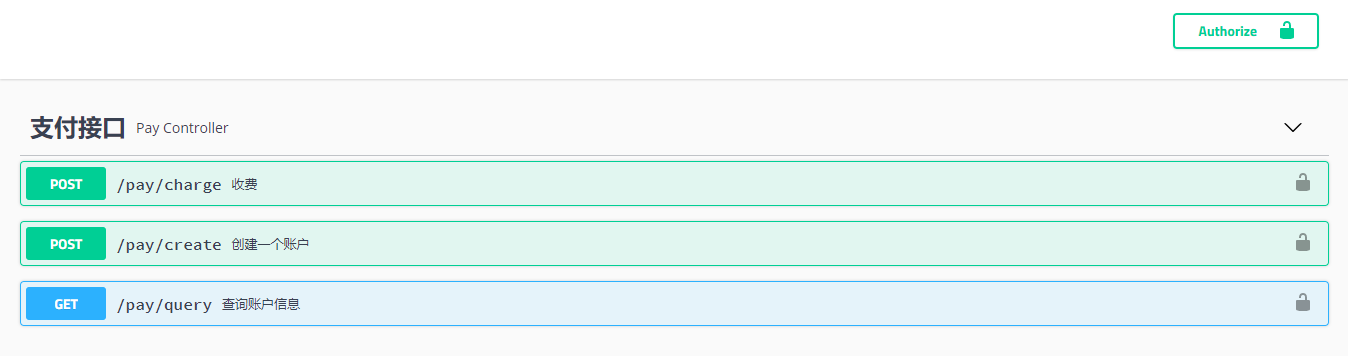 Authorize
支付接口 Pay Controller
POST /pay/charge 收费
POST /pay/create 创建一个账户
GET /pay/query 查询账户信息